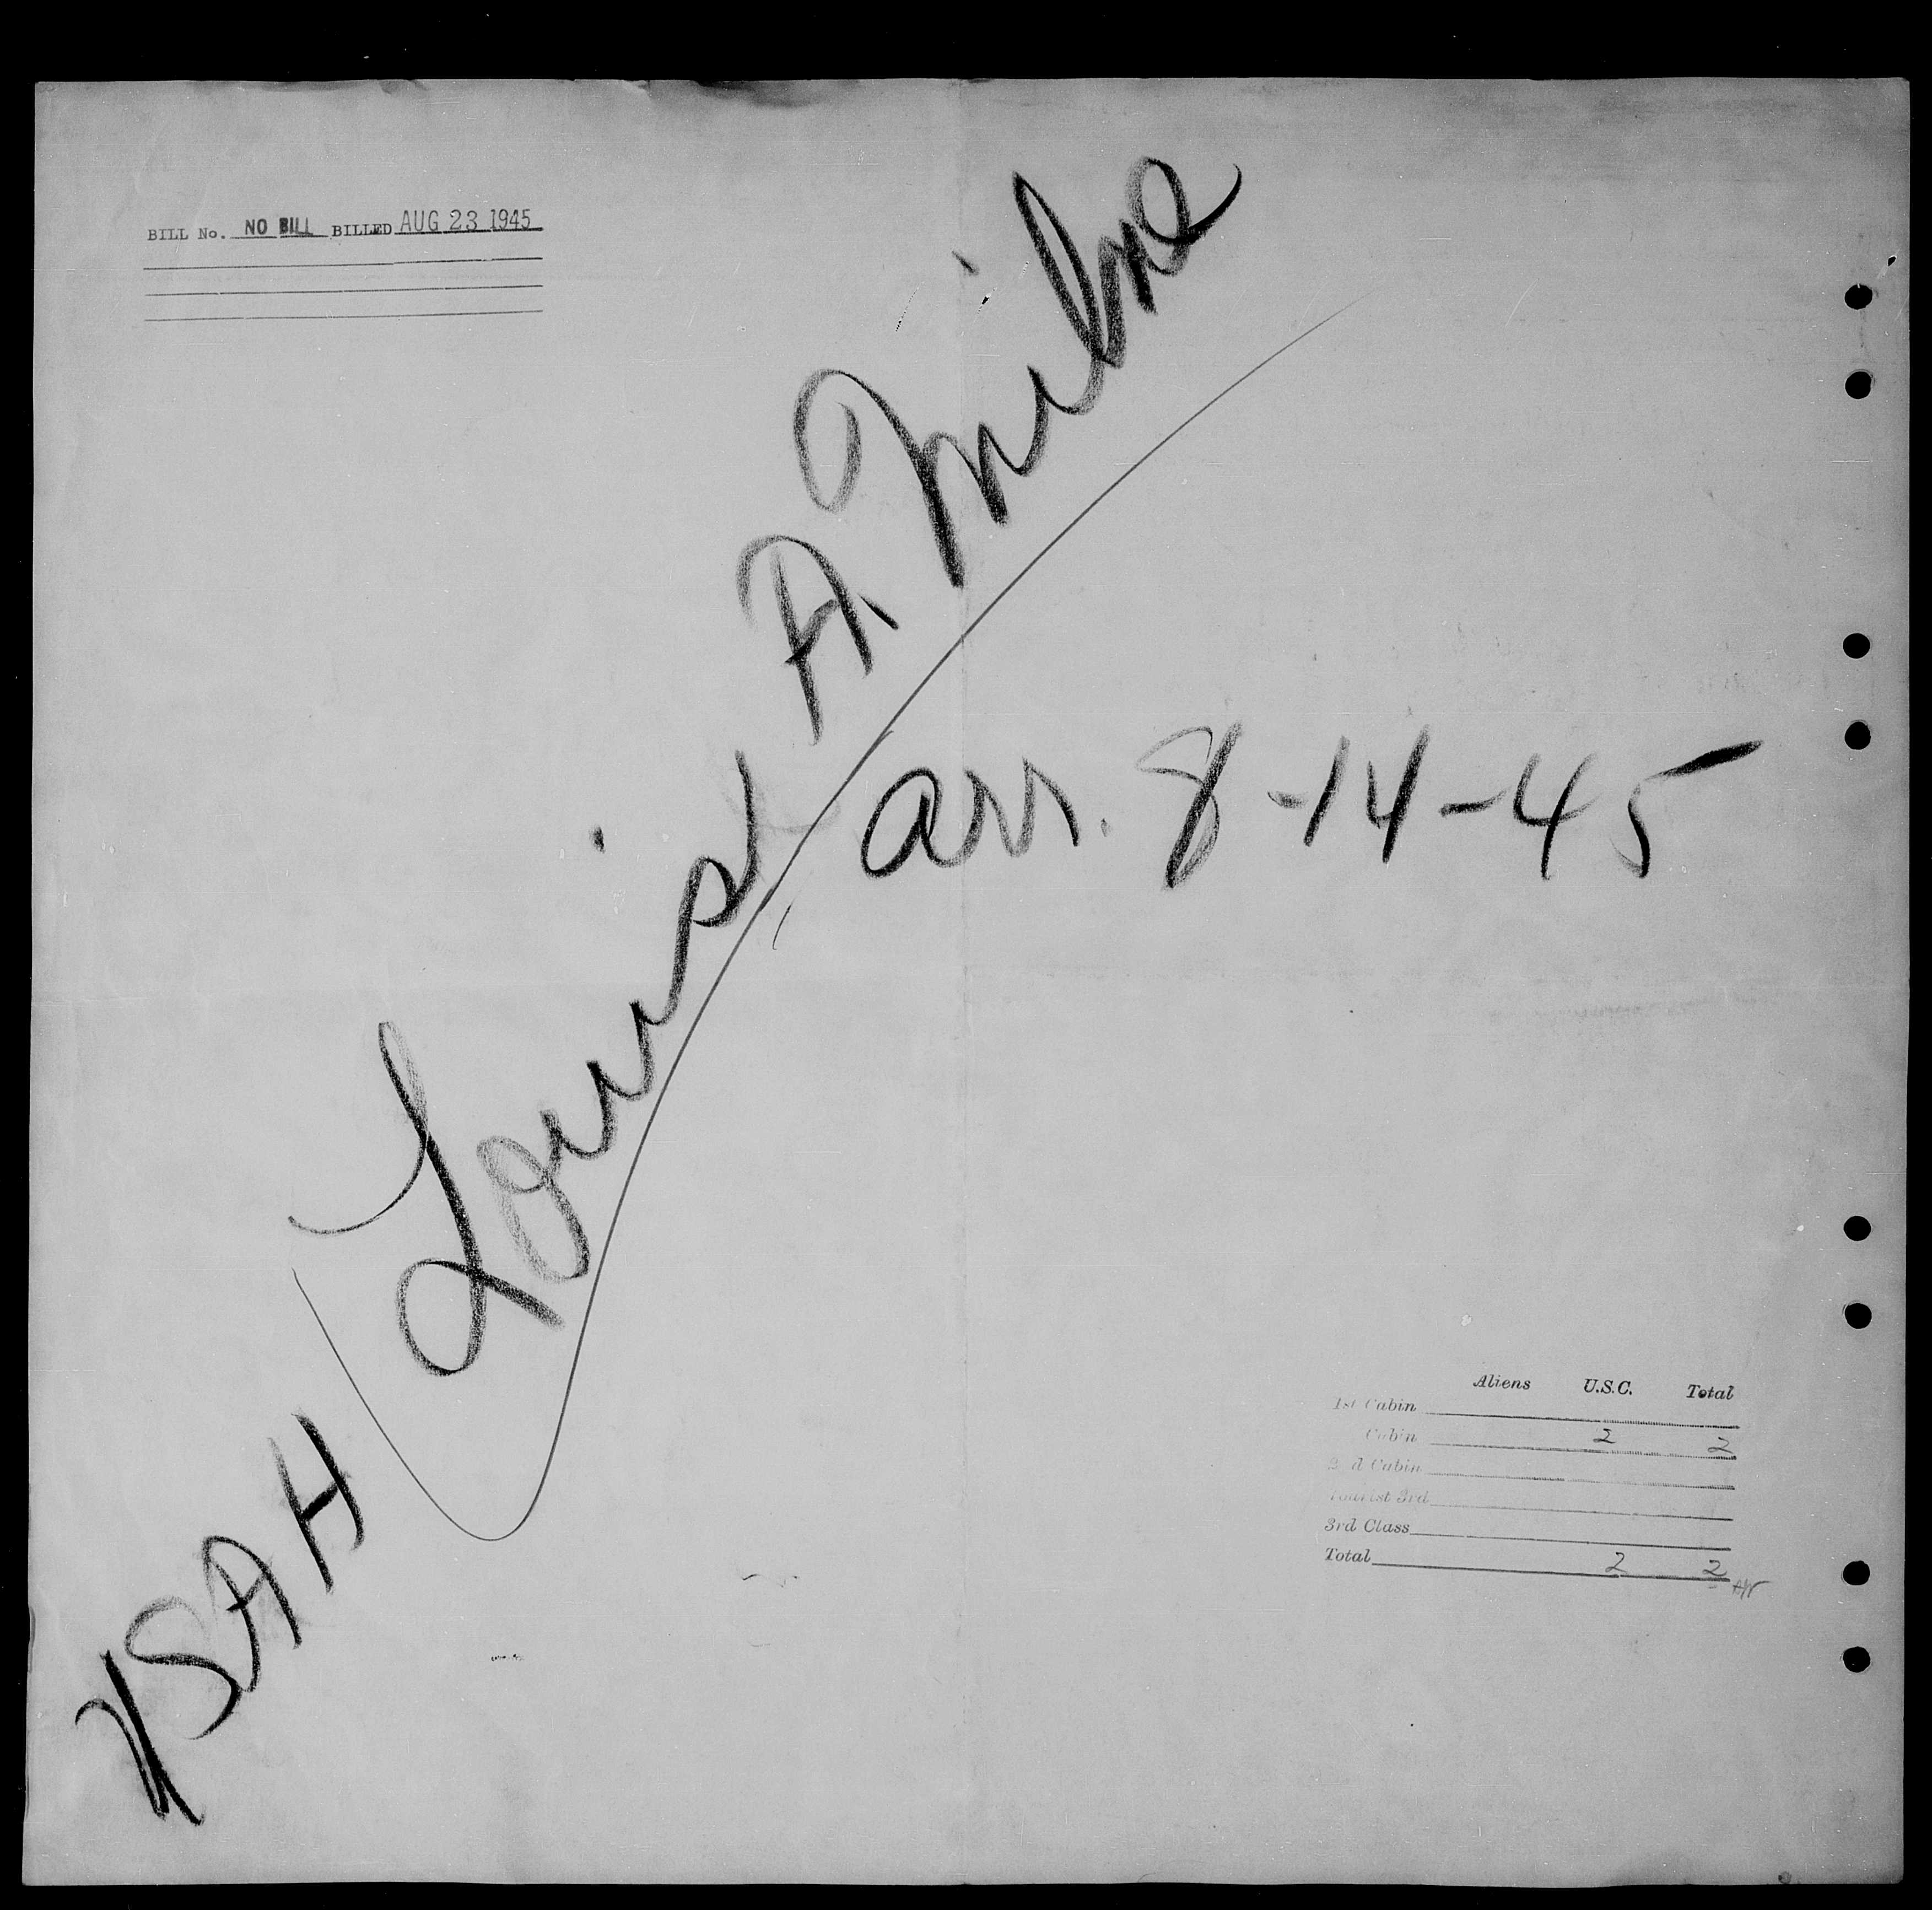 BILL No. NO BILL BILLED AUG 23 1945
USAH Louis A. Milne
arr. 8-14-45
Aliens U.S.C. Total
1st Cabin
Cabin 2 2
2nd Cabin
Tourist 3rd
3rd Class
Total 2 2